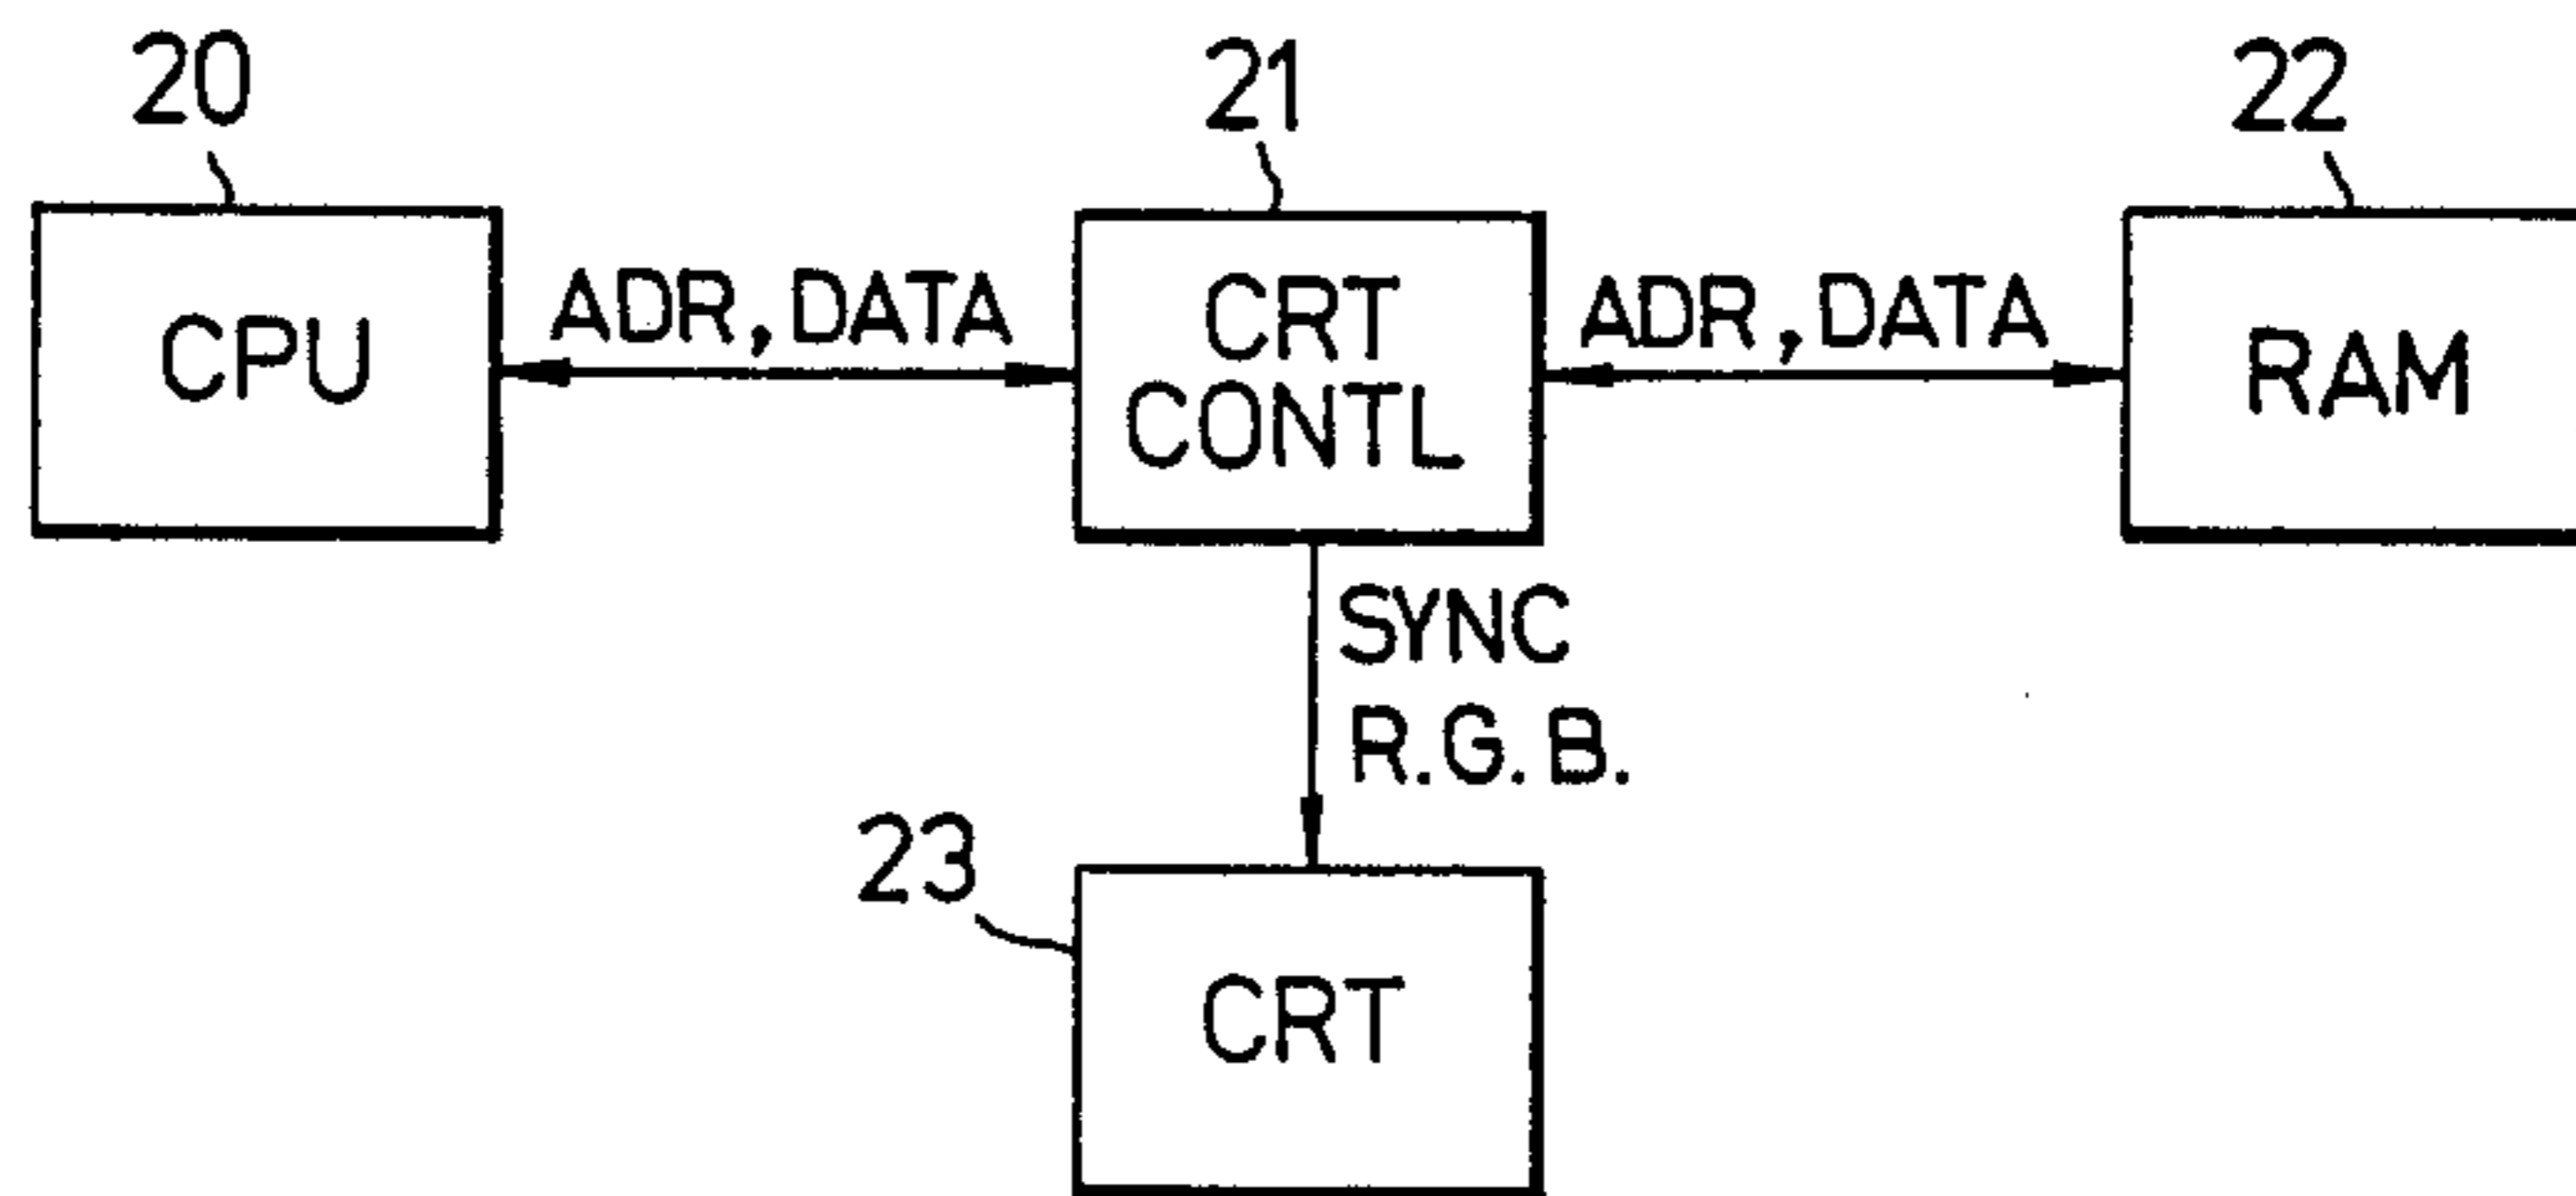 20
21
22
CPU
ADR, DATA
CRT
CONTL
ADR, DATA
RAM
SYNC
R.G.B.
23
CRT